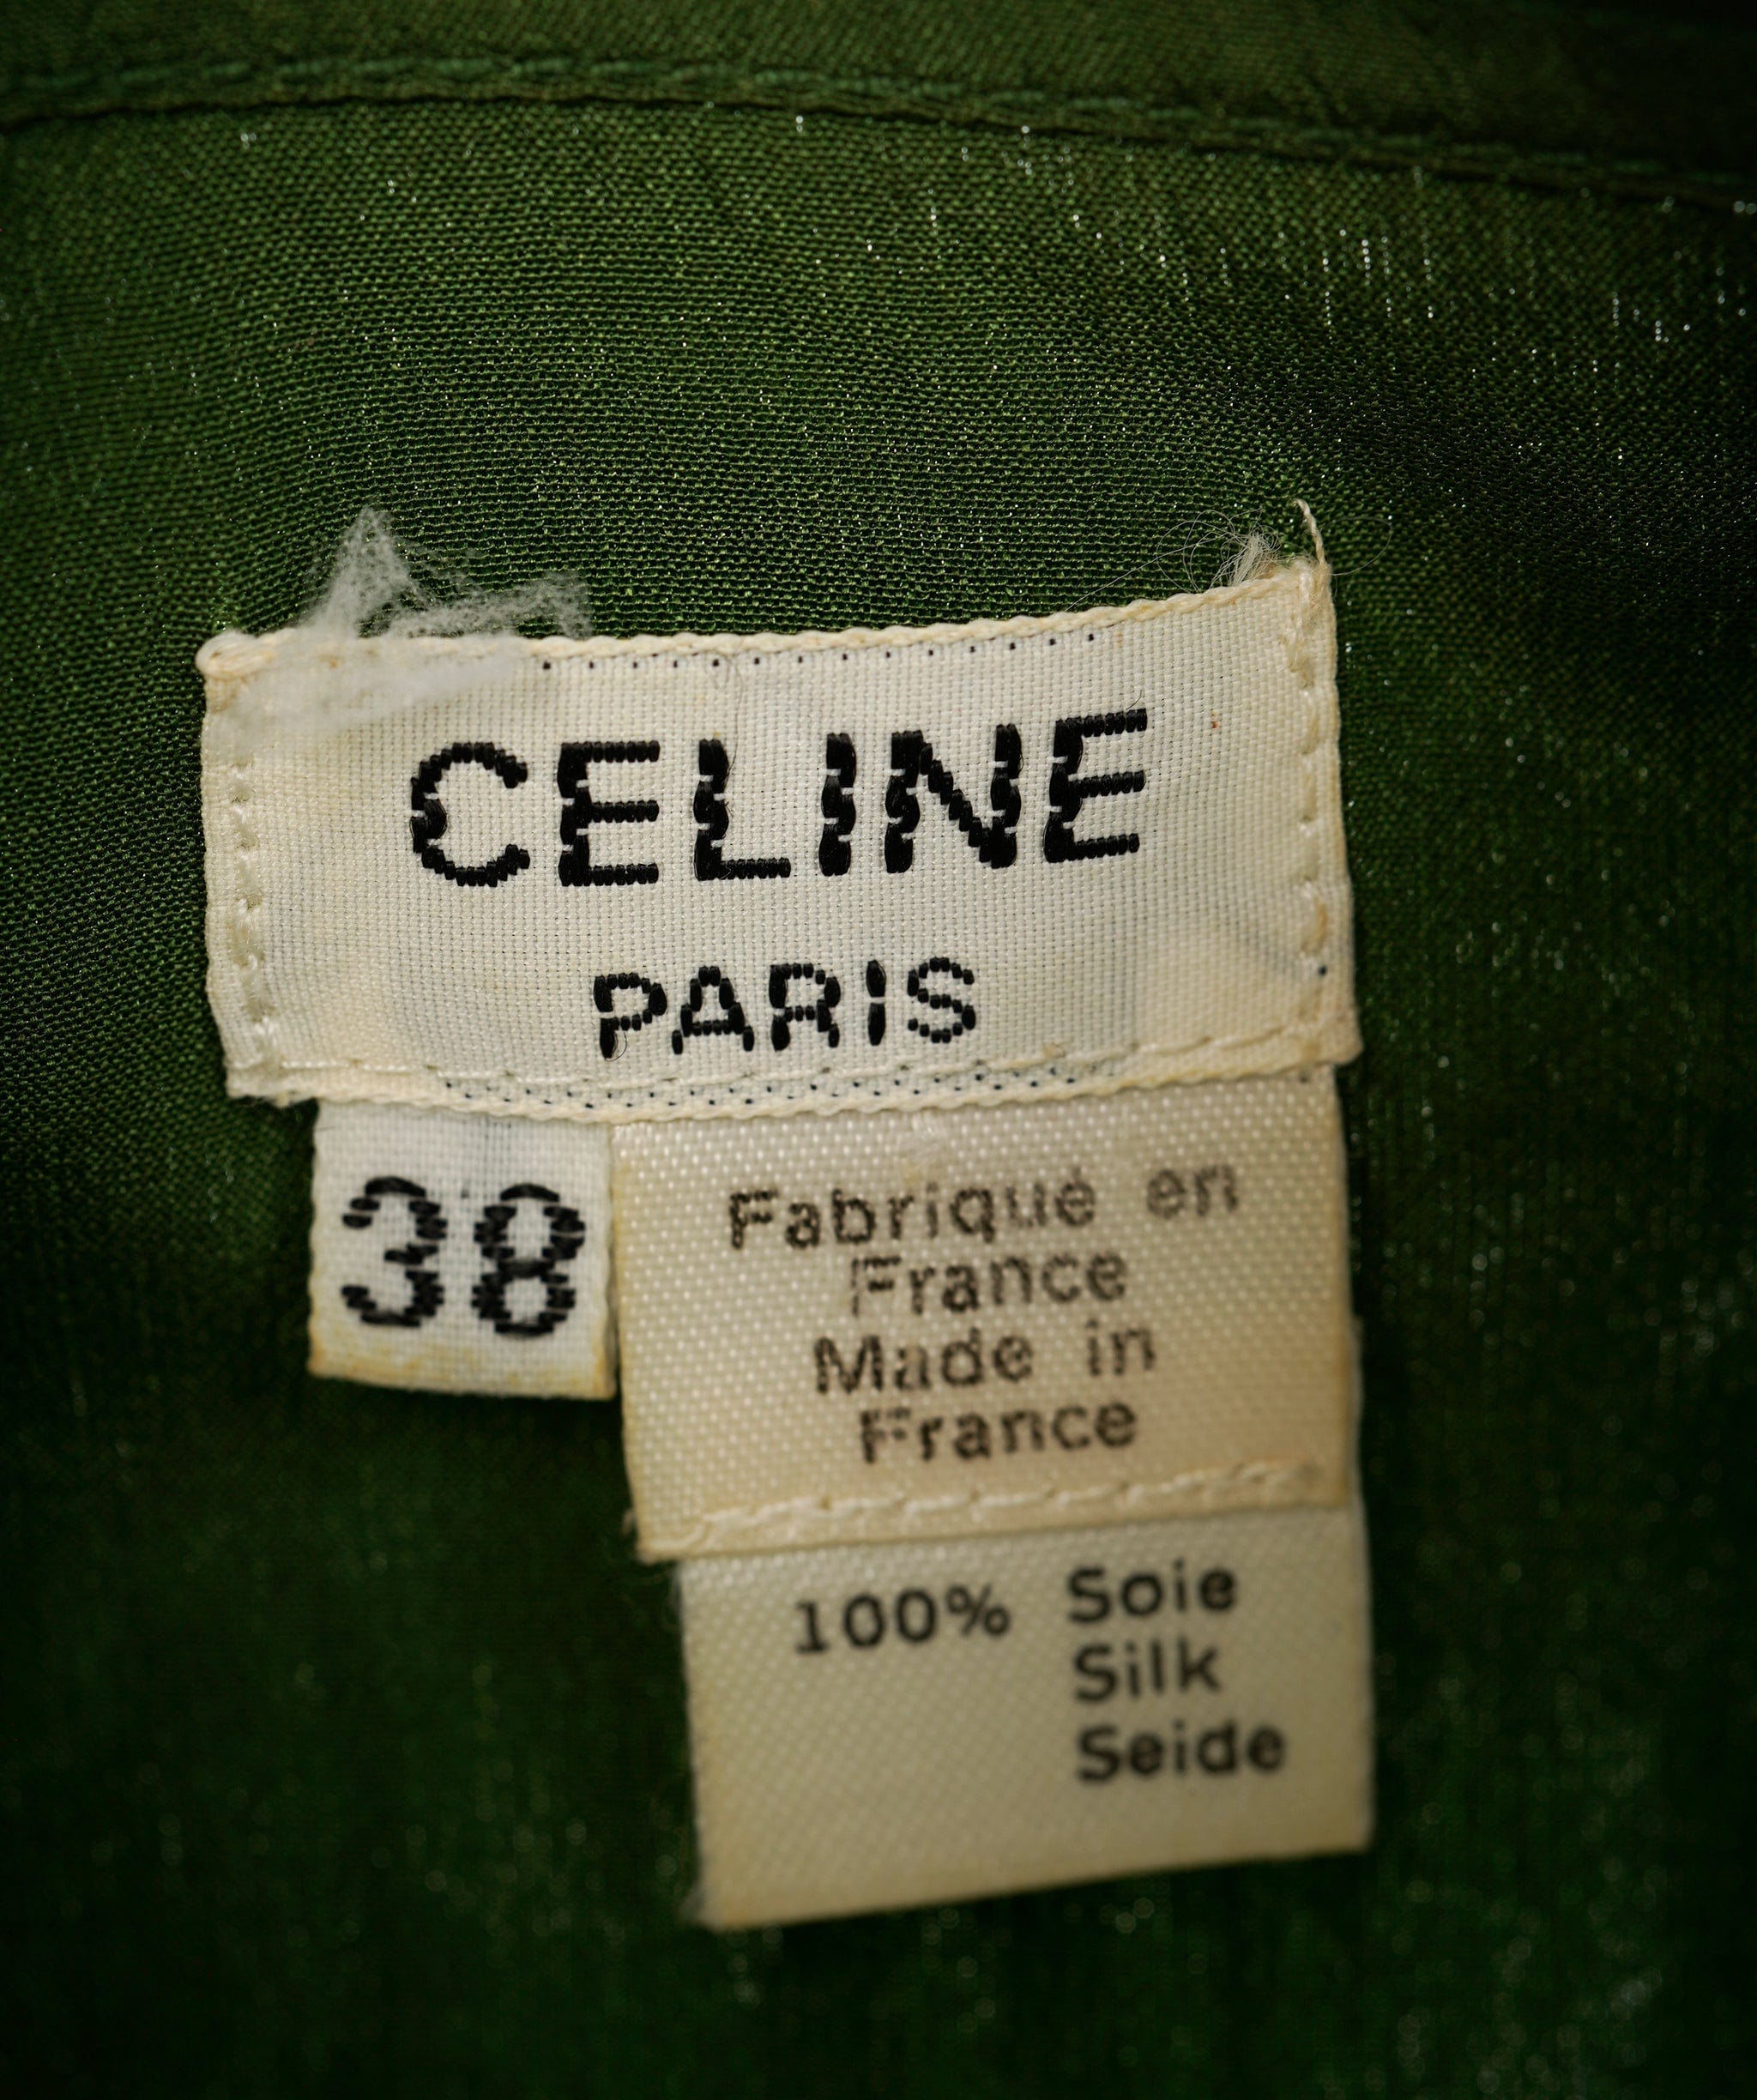 CELINE
PARIS
38
Fabriqué en
France
Made in
France
100% Soie
Silk
Seide